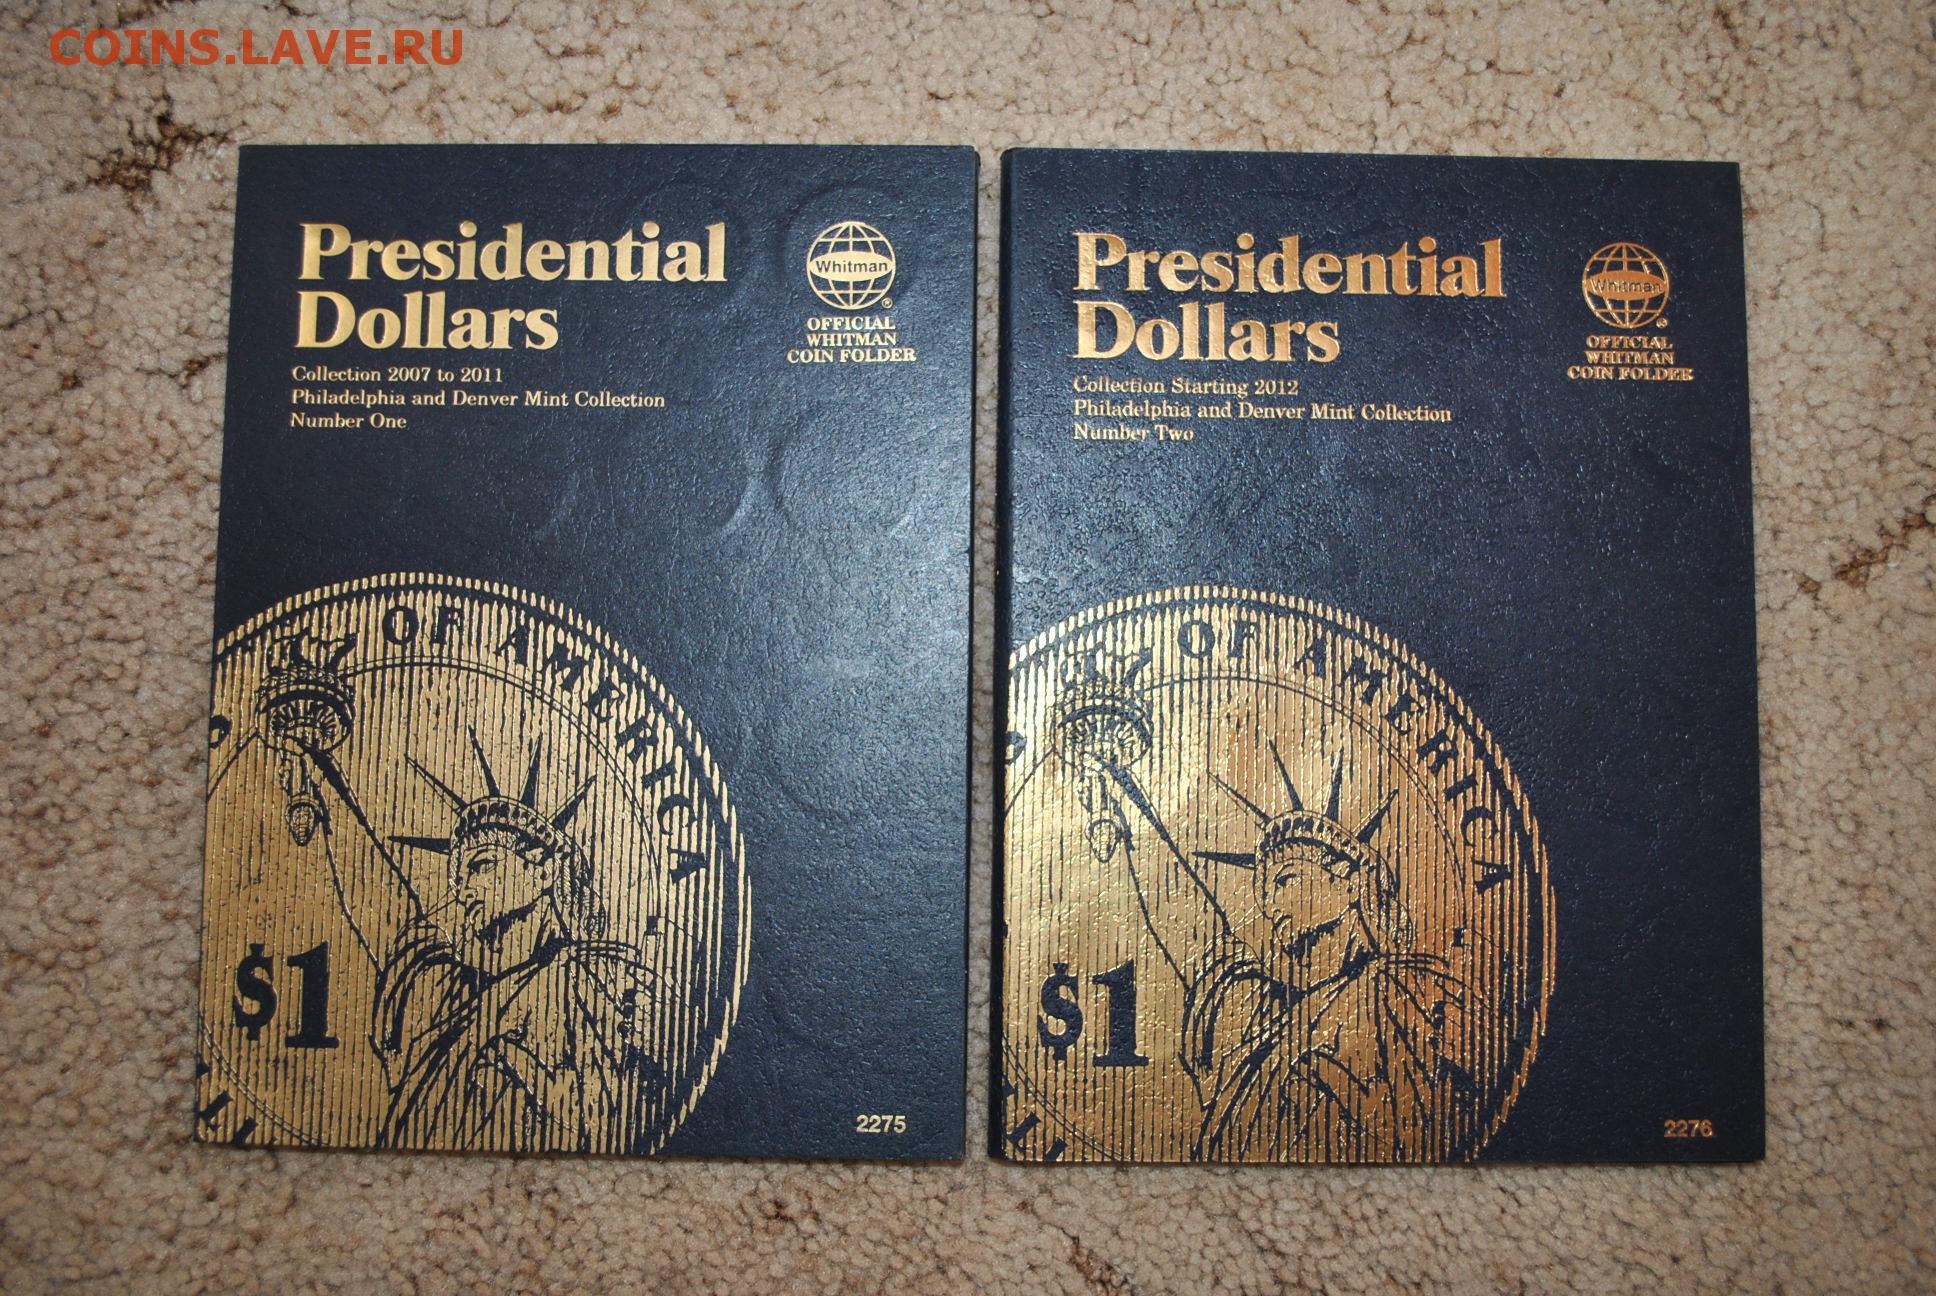 COINS.LAVE.RU
Presidential
Dollars
Collection 2007 to 2011
Philadelphia and Denver Mint Collection
Number One
Whitman
®
OFFICIAL
WHITMAN
COIN FOLDER
OF AMERICA
$1
2275
Presidential
Dollars
Collection Starting 2012
Philadelphia and Denver Mint Collection
Number Two
Whitman
®
OFFICIAL
WHITMAN
COIN FOLDER
OF AMERICA
$1
2276